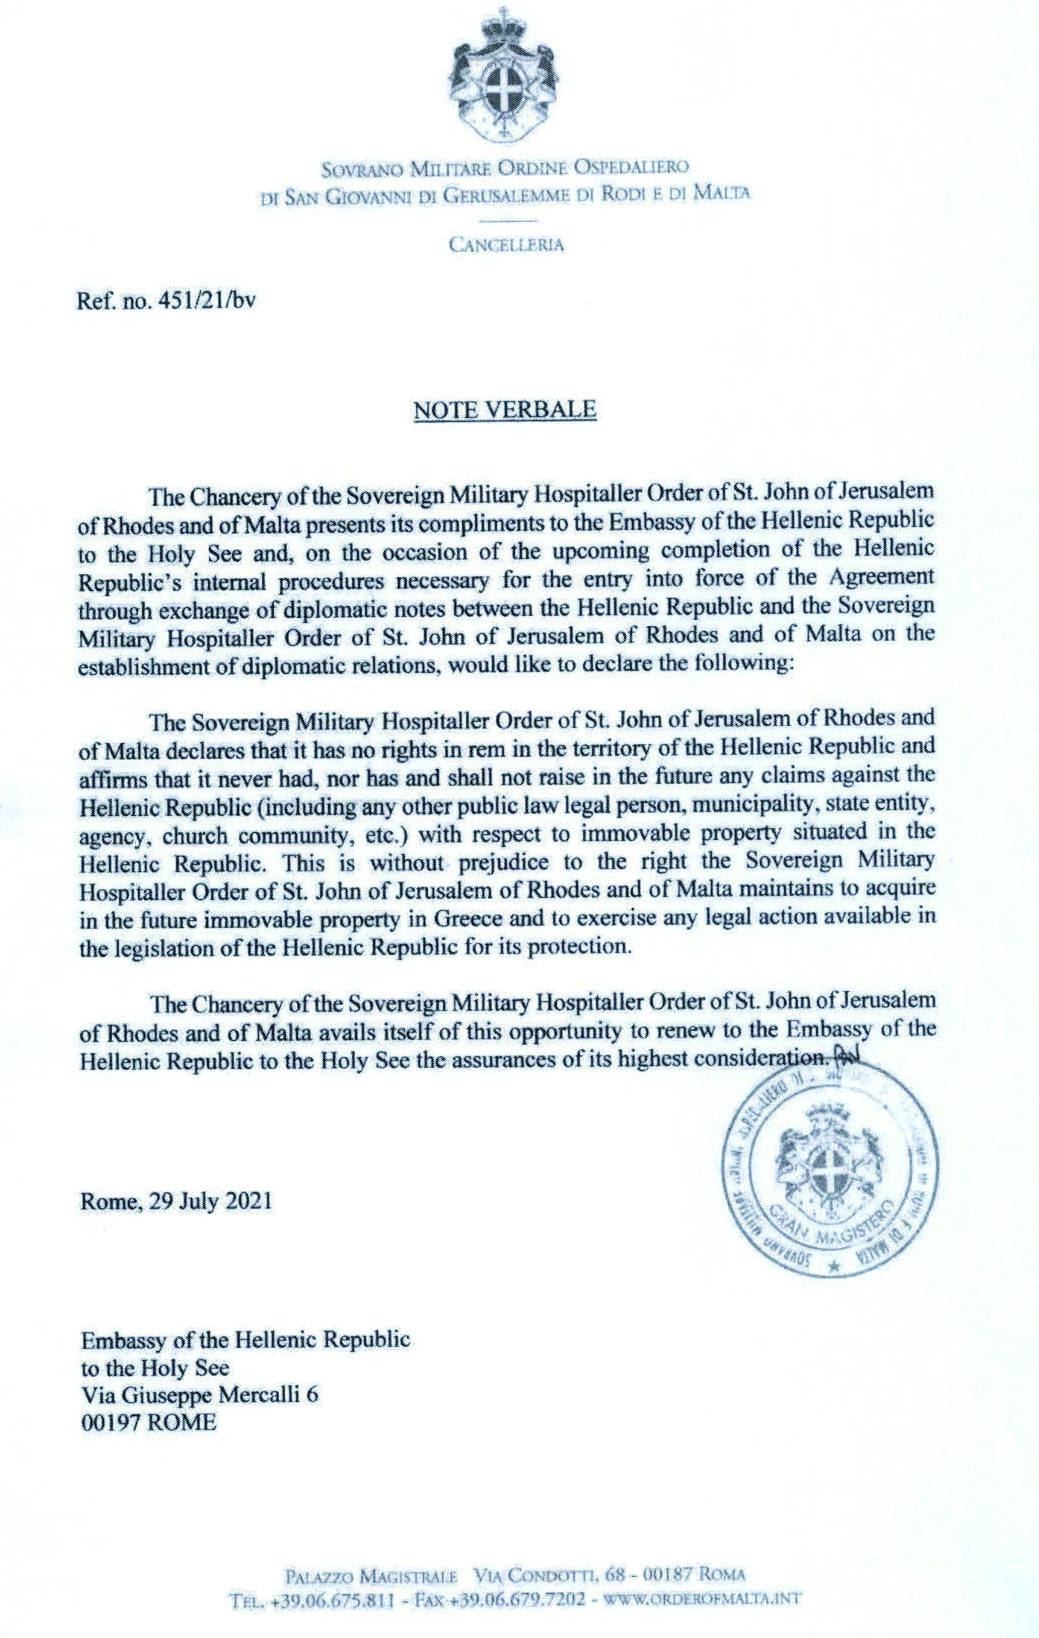 SOVRANO MILITARE ORDINE OSPEDALIERO
DI SAN GIOVANNI DI GERUSALEMME DI RODI E DI MALTA
CANCELLERIA
Ref. no. 451/21/bv
NOTE VERBALE
The Chancery of the Sovereign Military Hospitaller Order of St. John of Jerusalem
of Rhodes and of Malta presents its compliments to the Embassy of the Hellenic Republic
to the Holy See and, on the occasion of the upcoming completion of the Hellenic
Republic's internal procedures necessary for the entry into force of the Agreement
through exchange of diplomatic notes between the Hellenic Republic and the Sovereign
Military Hospitaller Order of St. John of Jerusalem of Rhodes and of Malta on the
establishment of diplomatic relations, would like to declare the following:
The Sovereign Military Hospitaller Order of St. John of Jerusalem of Rhodes and
of Malta declares that it has no rights in rem in the territory of the Hellenic Republic and
affirms that it never had, nor has and shall not raise in the future any claims against the
Hellenic Republic (including any other public law legal person, municipality, state entity,
agency, church community, etc.) with respect to immovable property situated in the
Hellenic Republic. This is without prejudice to the right the Sovereign Military
Hospitaller Order of St. John of Jerusalem of Rhodes and of Malta maintains to acquire
in the future immovable property in Greece and to exercise any legal action available in
the legislation of the Hellenic Republic for its protection.
The Chancery of the Sovereign Military Hospitaller Order of St. John of Jerusalem
of Rhodes and of Malta avails itself of this opportunity to renew to the Embassy of the
Hellenic Republic to the Holy See the assurances of its highest consideration.
SOVRANO MILITARE E DI MALTA
GRAN MAGISTERO
Rome, 29 July 2021
Embassy of the Hellenic Republic
to the Holy See
Via Giuseppe Mercalli 6
00197 ROME
PALAZZO MAGISTRALE VIA CONDOTTI, 68 - 00187 ROMA
TEL. +39.06.675.811 - FAX +39.06.679.7202 - WWW.ORDEROFMALTA.INT